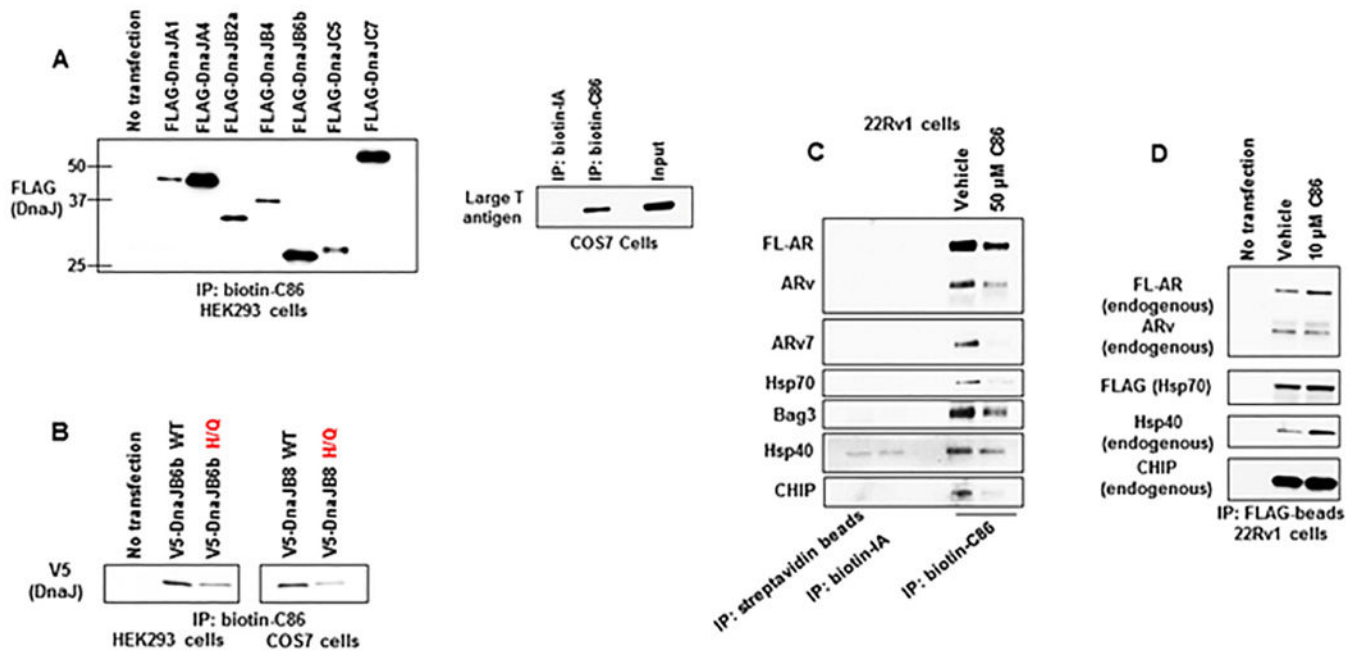 A
No transfection
FLAG-DnaJA1
FLAG-DnaJA4
FLAG-DnaJB2a
FLAG-DnaJB4
FLAG-DnaJB6b
FLAG-DnaJC5
FLAG-DnaJC7
50
37
25
FLAG
(DnaJ)
IP: biotin-C86
HEK293 cells
IP: biotin-IA
IP: biotin-C86
Input
Large T
antigen
COS7 Cells
B
No transfection
V5-DnaJB6b WT
V5-DnaJB6b H/Q
V5-DnaJB8 WT
V5-DnaJB8 H/Q
V5
(DnaJ)
IP: biotin-C86
HEK293 cells
COS7 cells
C
22Rv1 cells
Vehicle
50 µM C86
FL-AR
ARv
ARv7
Hsp70
Bag3
Hsp40
CHIP
IP: streptavidin beads
IP: biotin-IA
IP: biotin-C86
D
No transfection
Vehicle
10 µM C86
FL-AR
(endogenous)
ARv
(endogenous)
FLAG (Hsp70)
Hsp40
(endogenous)
CHIP
(endogenous)
IP: FLAG-beads
22Rv1 cells